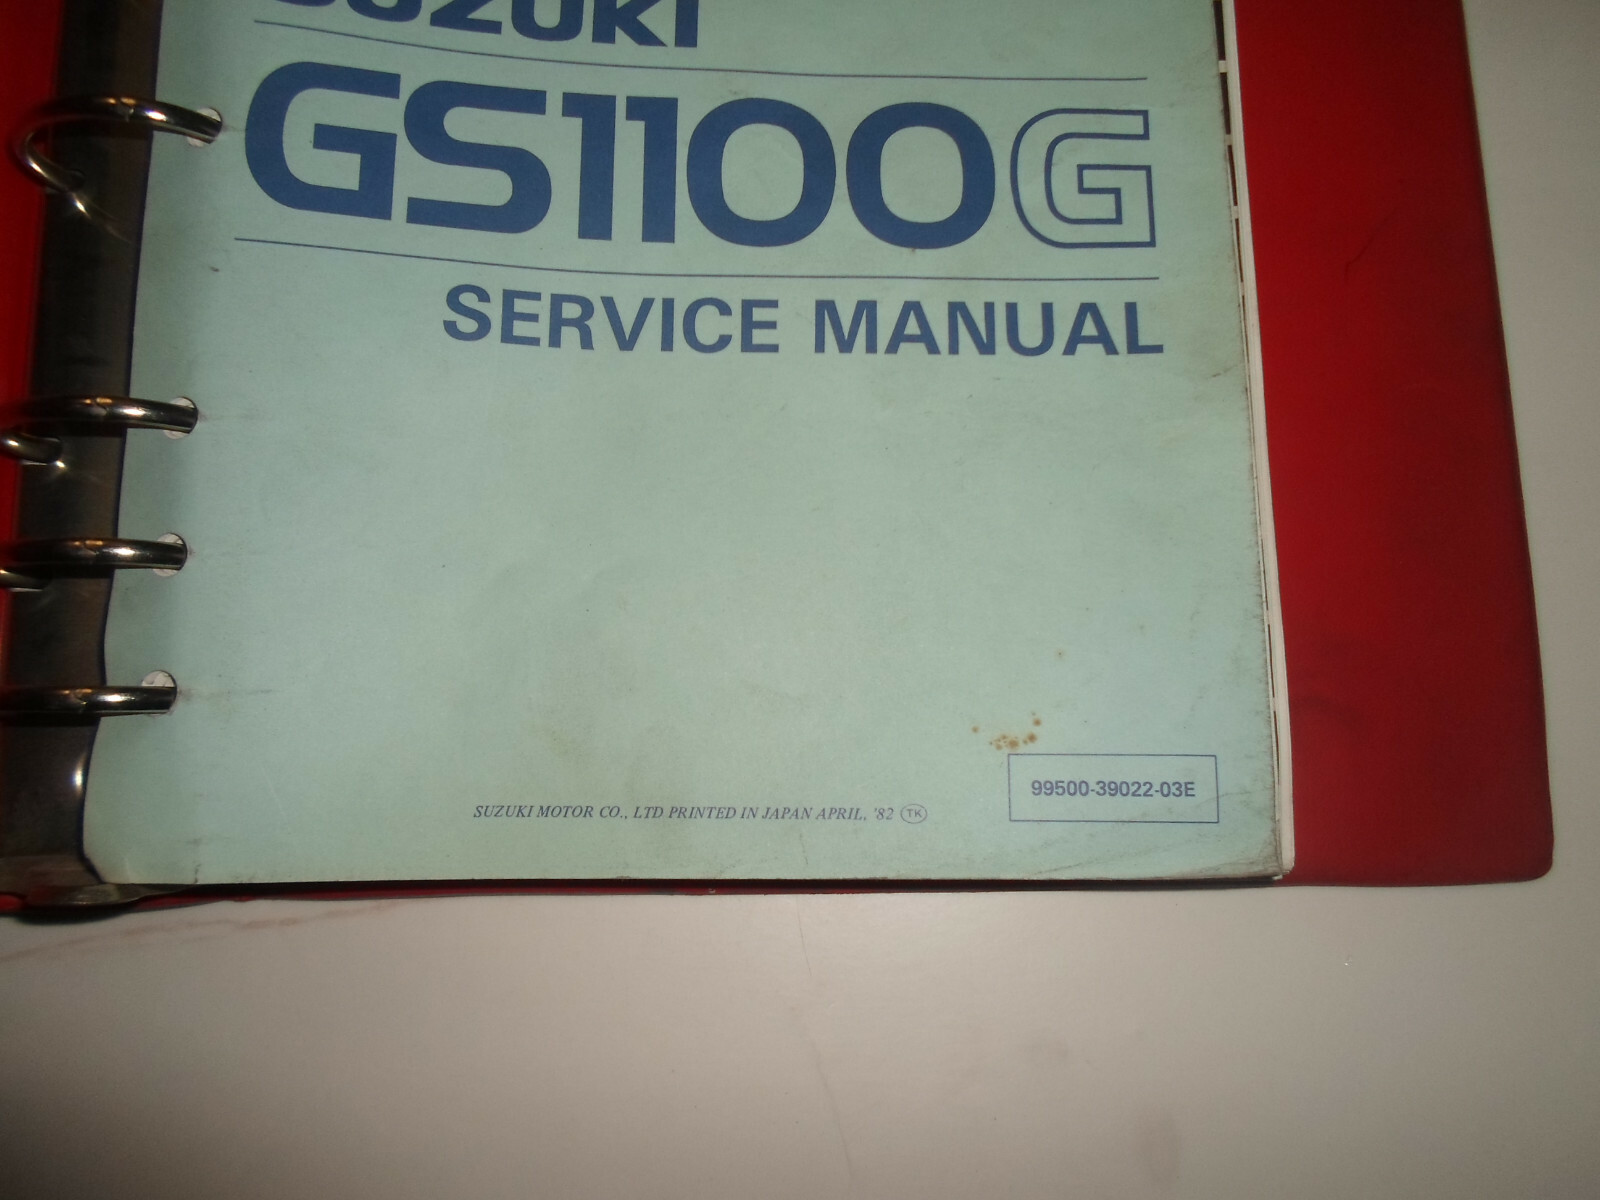 SUZUKI
GS1100G
SERVICE MANUAL
99500-39022-03E
SUZUKI MOTOR CO., LTD PRINTED IN JAPAN APRIL, '82 TK